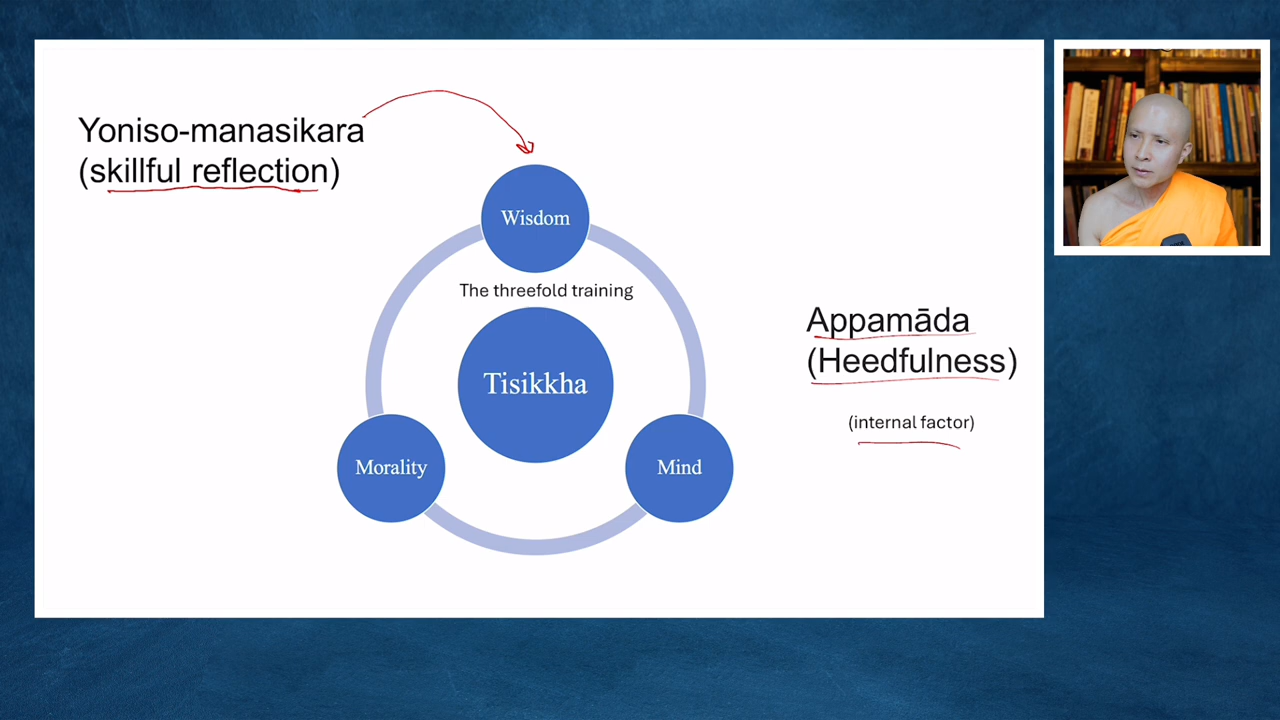 Yoniso-manasikara
(skillful reflection)
Wisdom
The threefold training
Tisikkha
Morality
Mind
Appamāda
(Heedfulness)
(internal factor)